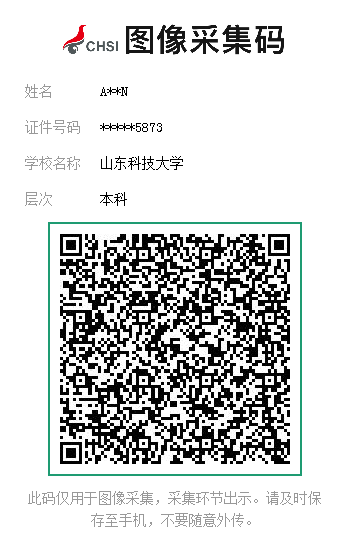 CHSI 图像采集码
姓名 A**N
证件号码 *****5873
学校名称 山东科技大学
层次 本科
此码仅用于图像采集，采集环节出示。请及时保
存至手机，不要随意外传。